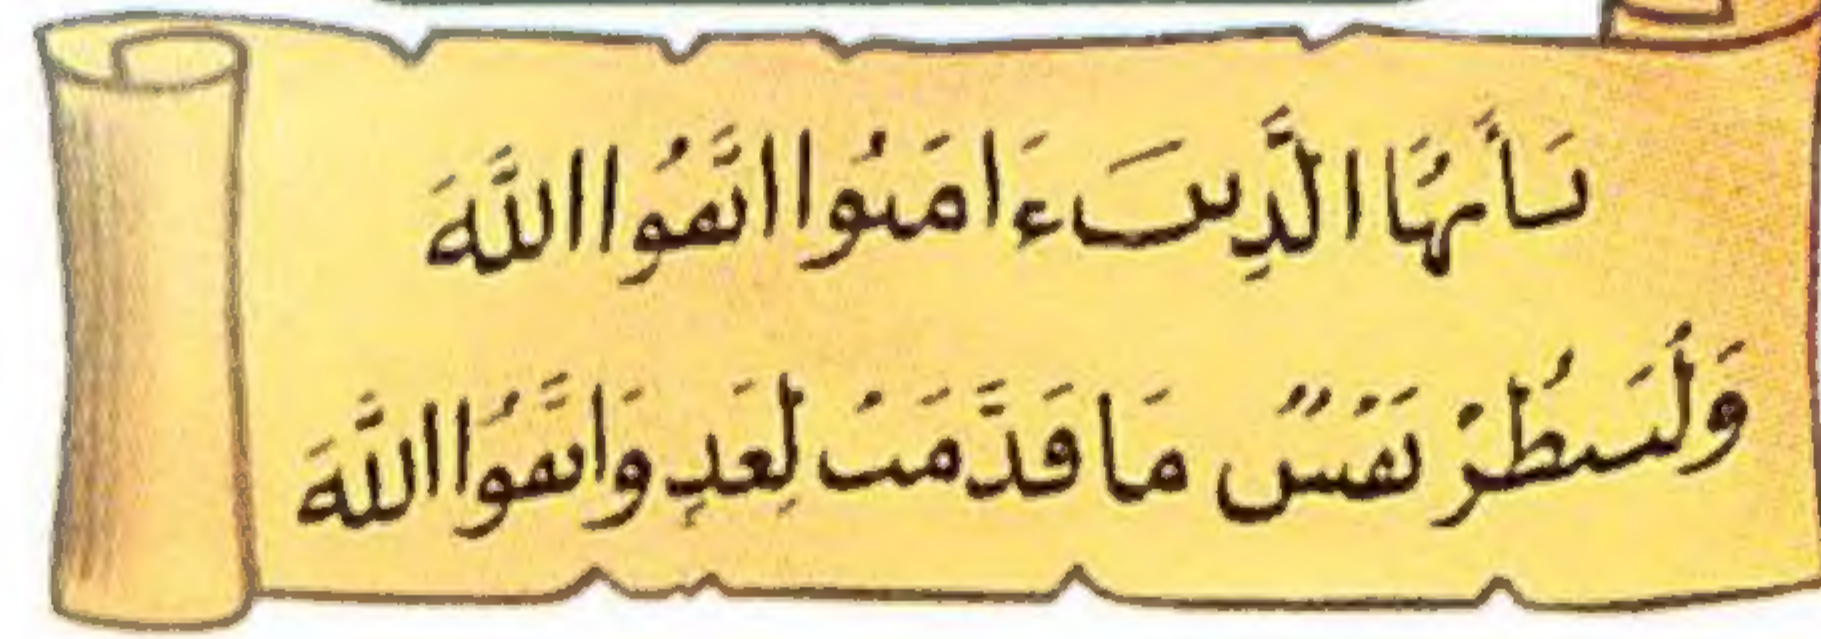 يَأَيُّهَا الَّذِينَ ءَامَنُوا اتَّقُوا اللَّهَ
وَلْتَنظُرْ نَفْسٌ مَا قَدَّمَتْ لِغَدٍ وَاتَّقُوا اللَّهَ